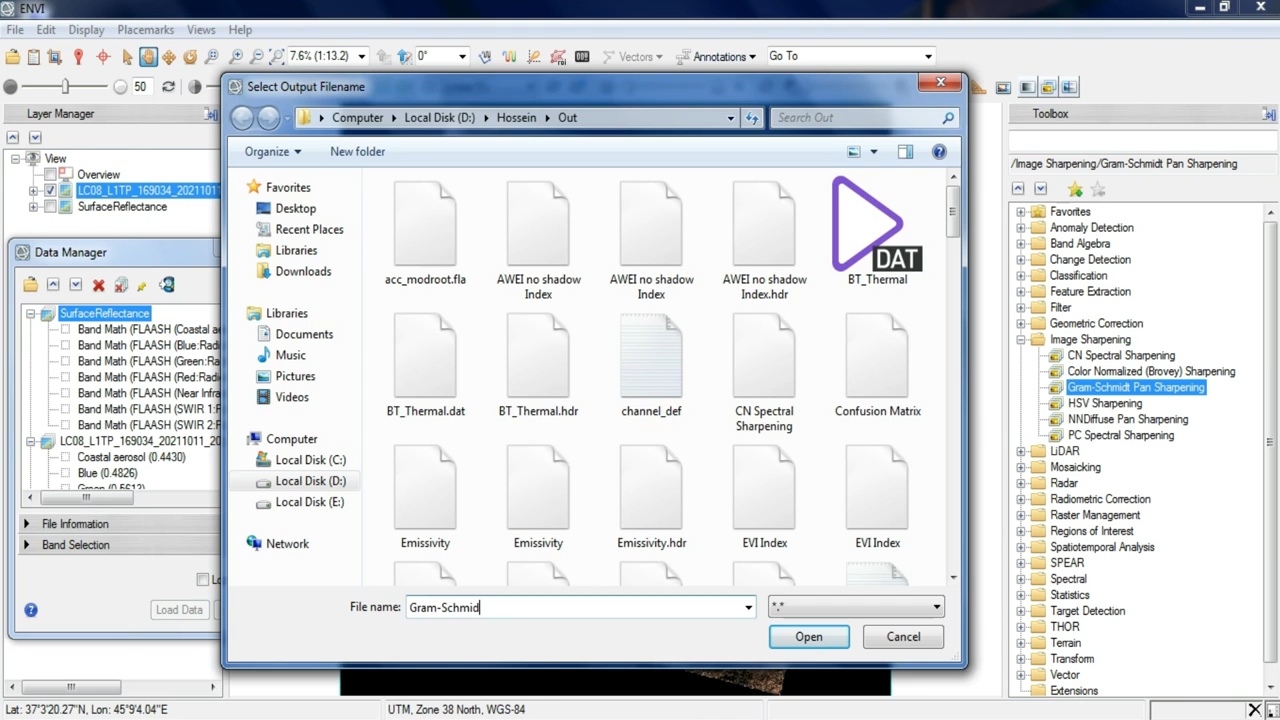 ENVI
File Edit Display Placemarks Views Help
7.6% (1:13.2) 0° Vectors Annotations Go To
50
Layer Manager
View
Overview
LC08_L1TP_169034_20211011
SurfaceReflectance
Data Manager
SurfaceReflectance
Band Math (FLAASH (Coastal a
Band Math (FLAASH (Blue:Radi
Band Math (FLAASH (Green:Ra
Band Math (FLAASH (Red:Radia
Band Math (FLAASH (Near Infra
Band Math (FLAASH (SWIR 1:F
Band Math (FLAASH (SWIR 2:F
LC08_L1TP_169034_20211011_20
Coastal aerosol (0.4430)
Blue (0.4826)
Green (0.5613)
File Information
Band Selection
Load Data
Select Output Filename
Computer Local Disk (D:) Hossein Out
Search Out
Organize New folder
Favorites
Desktop
Recent Places
Libraries
Downloads
Libraries
Documents
Music
Pictures
Videos
Computer
Local Disk (C:)
Local Disk (D:)
Local Disk (E:)
Network
DAT
acc_modroot.fla
AWEI no shadow Index
AWEI no shadow Index
AWEI no shadow Index.hdr
BT_Thermal
BT_Thermal.dat
BT_Thermal.hdr
channel_def
CN Spectral Sharpening
Confusion Matrix
Emissivity
Emissivity
Emissivity.hdr
EVI Index
EVI Index
File name: Gram-Schmid
*.*
Open Cancel
Toolbox
/Image Sharpening/Gram-Schmidt Pan Sharpening
Favorites
Anomaly Detection
Band Algebra
Change Detection
Classification
Feature Extraction
Filter
Geometric Correction
Image Sharpening
CN Spectral Sharpening
Color Normalized (Brovey) Sharpening
Gram-Schmidt Pan Sharpening
HSV Sharpening
NNDiffuse Pan Sharpening
PC Spectral Sharpening
LiDAR
Mosaicking
Radar
Radiometric Correction
Raster Management
Regions of Interest
Spatiotemporal Analysis
SPEAR
Spectral
Statistics
Target Detection
THOR
Terrain
Transform
Vector
Extensions
Lat: 37°3'20.27"N, Lon: 45°9'4.04"E
UTM, Zone 38 North, WGS-84